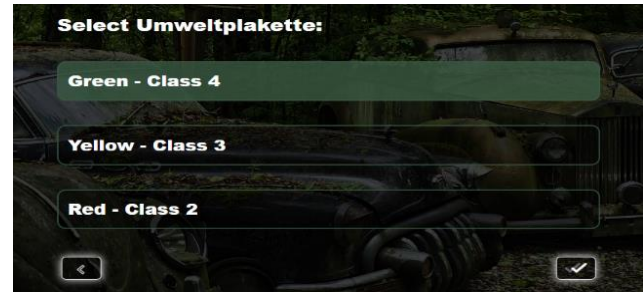 Select Umweltplakette:
Green - Class 4
Yellow - Class 3
Red - Class 2